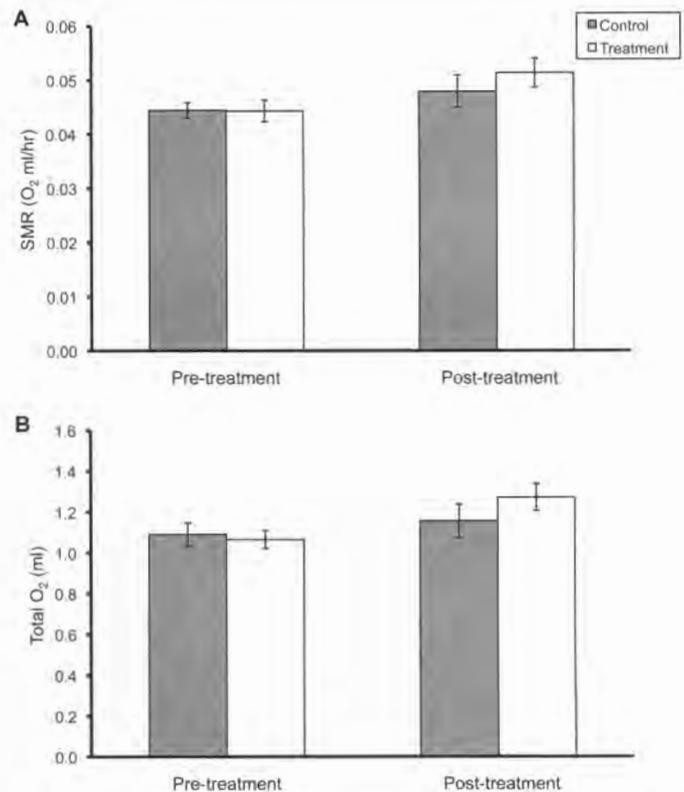 A
Control
Treatment
SMR (O₂ ml/hr)
0.06
0.05
0.04
0.03
0.02
0.01
0.00
Pre-treatment
Post-treatment
B
Total O₂ (ml)
1.6
1.4
1.2
1.0
0.8
0.6
0.4
0.2
0.0
Pre-treatment
Post-treatment